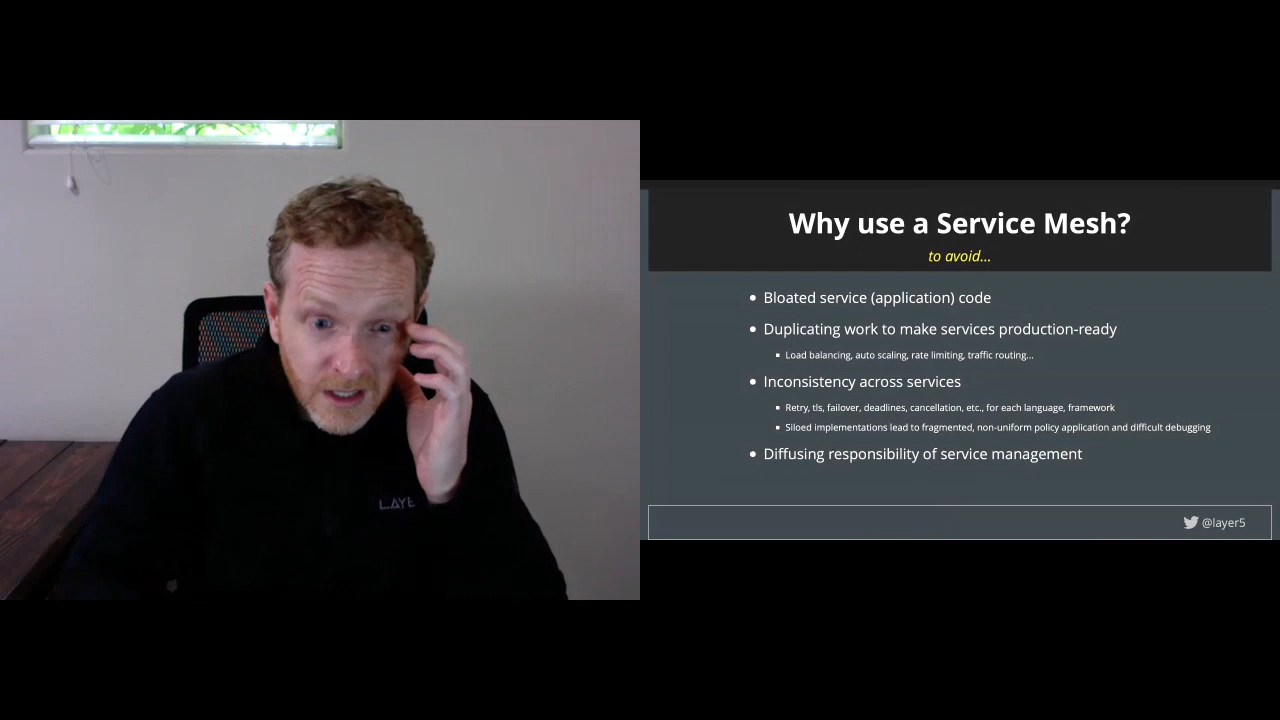 LAYE
Why use a Service Mesh?
to avoid...
Bloated service (application) code
Duplicating work to make services production-ready
Load balancing, auto scaling, rate limiting, traffic routing...
Inconsistency across services
Retry, tls, failover, deadlines, cancellation, etc., for each language, framework
Siloed implementations lead to fragmented, non-uniform policy application and difficult debugging
Diffusing responsibility of service management
@layer5